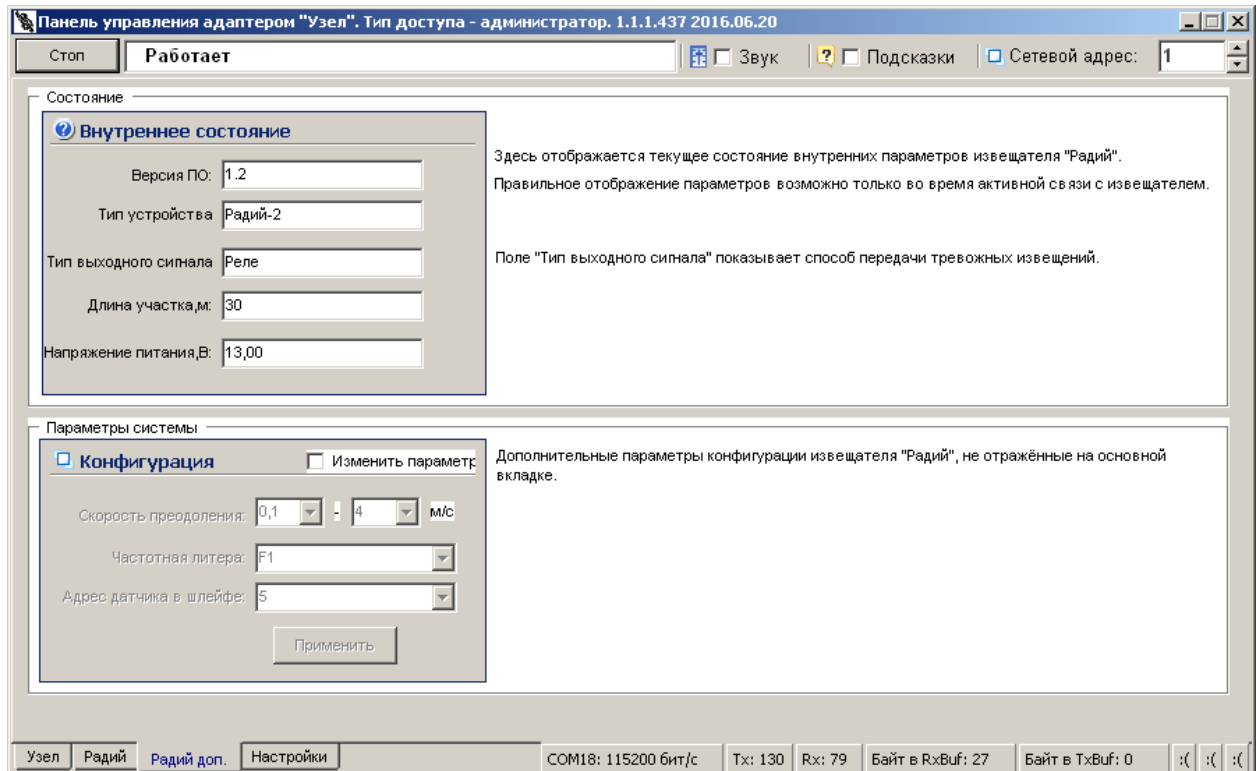 Панель управления адаптером "Узел". Тип доступа - администратор. 1.1.1.437 2016.06.20
Стоп
Работает
Звук
Подсказки
Сетевой адрес:
1
Состояние
Внутреннее состояние
Версия ПО:
1.2
Тип устройства
Радий-2
Тип выходного сигнала
Реле
Длина участка,м:
30
Напряжение питания,В:
13,00
Здесь отображается текущее состояние внутренних параметров извещателя "Радий".
Правильное отображение параметров возможно только во время активной связи с извещателем.
Поле "Тип выходного сигнала" показывает способ передачи тревожных извещений.
Параметры системы
Конфигурация
Изменить параметр
Скорость преодоления:
0,1
-
4
м/с
Частотная литера:
F1
Адрес датчика в шлейфе:
5
Применить
Дополнительные параметры конфигурации извещателя "Радий", не отражённые на основной
вкладке.
Узел
Радий
Радий доп.
Настройки
COM18: 115200 бит/с
Tx: 130
Rx: 79
Байт в RxBuf: 27
Байт в TxBuf: 0
:(
:(
:(